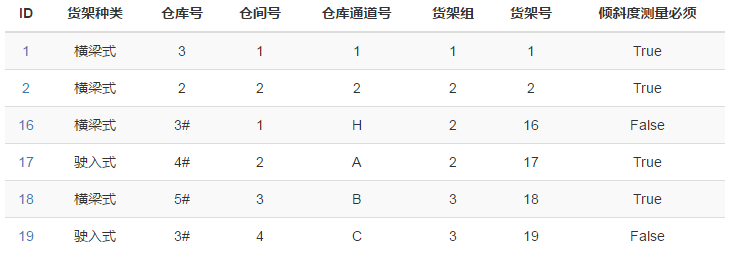 ID 货架种类 仓库号 仓间号 仓库通道号 货架组 货架号 倾斜度测量必须
1 横梁式 3 1 1 1 1 True
2 横梁式 2 2 2 2 2 True
16 横梁式 3# 1 H 2 16 False
17 驶入式 4# 2 A 2 17 True
18 横梁式 5# 3 B 3 18 True
19 驶入式 3# 4 C 3 19 False